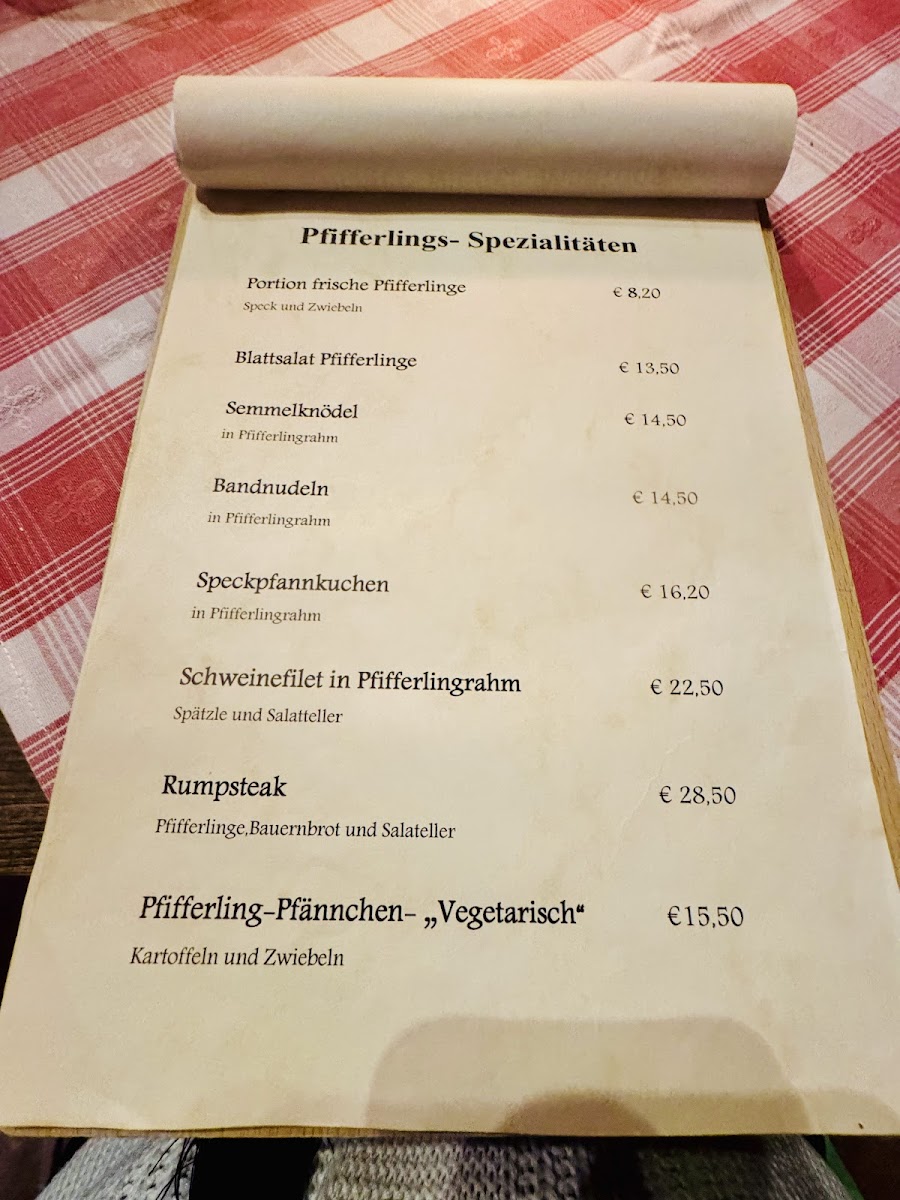 Pfifferlings- Spezialitäten
Portion frische Pfifferlinge € 8,20
Speck und Zwiebeln
Blattsalat Pfifferlinge € 13,50
Semmelknödel € 14,50
in Pfifferlingrahm
Bandnudeln € 14,50
in Pfifferlingrahm
Speckpfannkuchen € 16,20
in Pfifferlingrahm
Schweinefilet in Pfifferlingrahm € 22,50
Spätzle und Salatteller
Rumpsteak € 28,50
Pfifferlinge,Bauernbrot und Salateller
Pfifferling-Pfännchen- „Vegetarisch“ €15,50
Kartoffeln und Zwiebeln